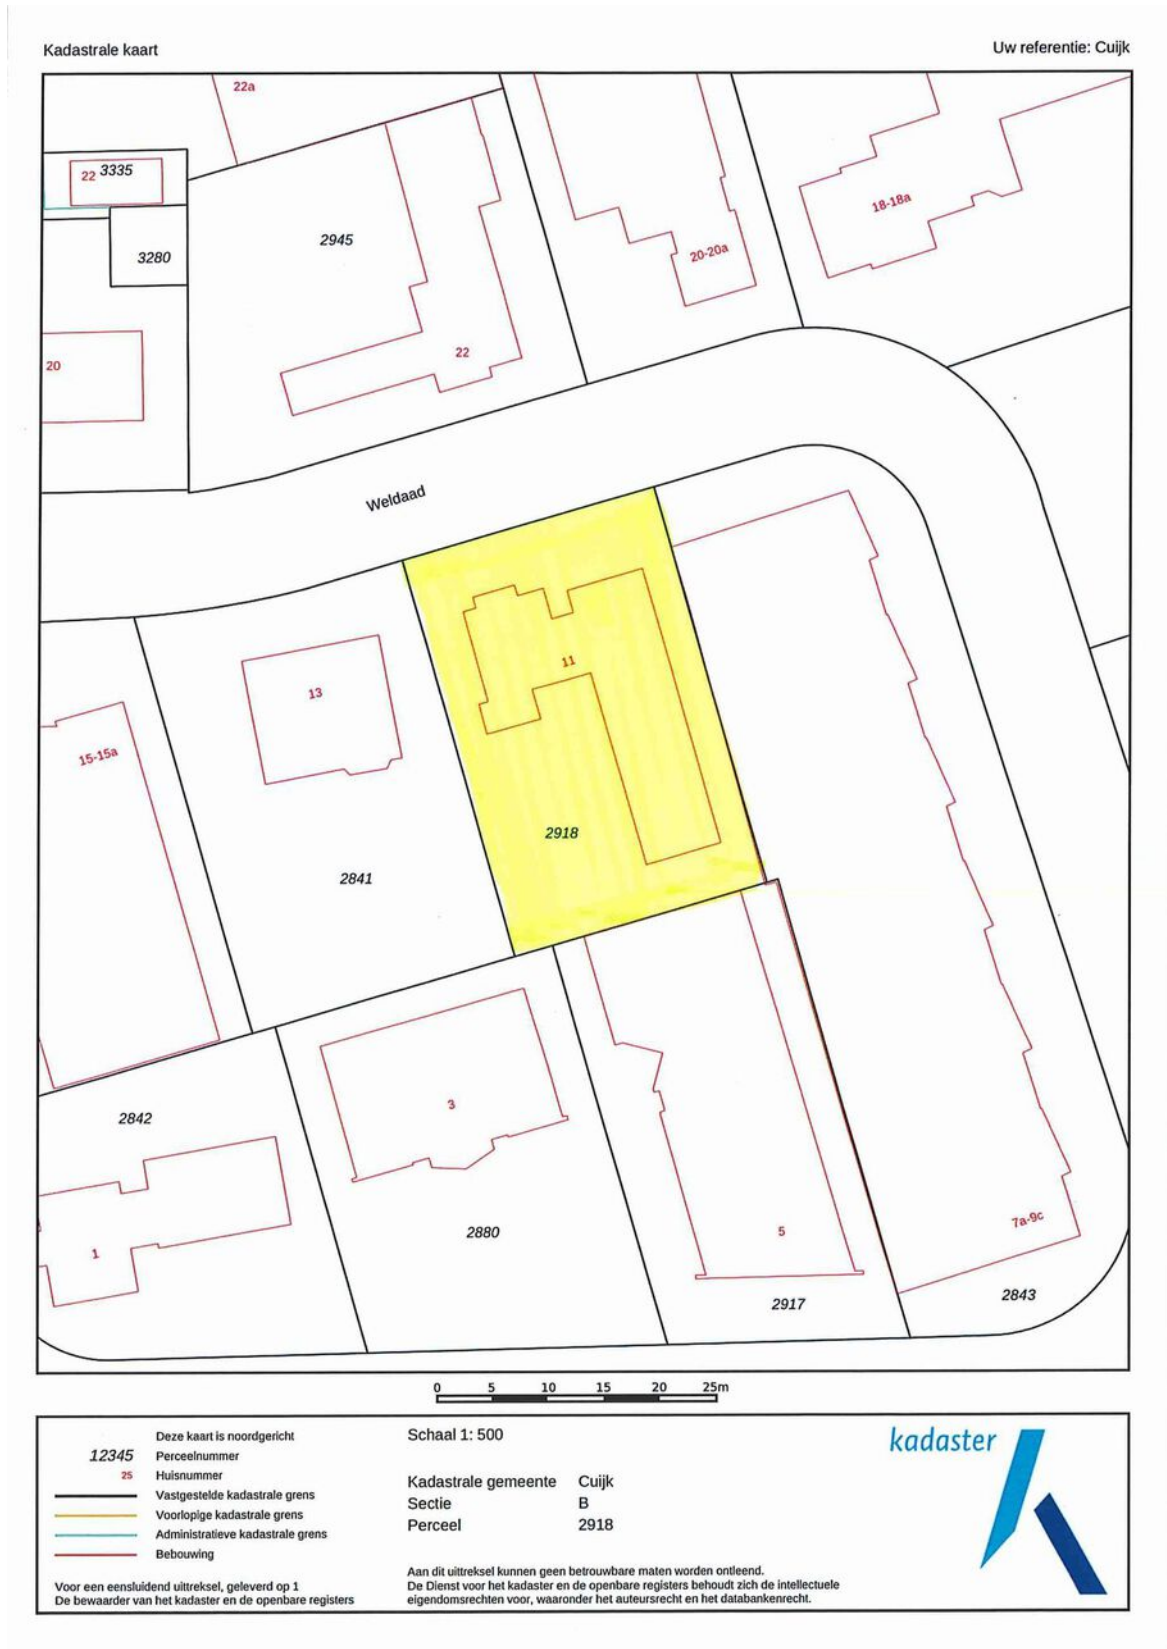 Kadastrale kaart
Uw referentie: Cuijk
22a
22 3335
3280
2945
20-20a
18-18a
20
22
Weldaad
11
13
15-15a
2918
2841
2842
3
1
2880
5
7a-9c
2917
2843
0 5 10 15 20 25m
Deze kaart is noordgericht
12345 Perceelnummer
25 Huisnummer
Vastgestelde kadastrale grens
Voorlopige kadastrale grens
Administratieve kadastrale grens
Bebouwing
Voor een eensluidend uittreksel, geleverd op 1
De bewaarder van het kadaster en de openbare registers
Schaal 1: 500
Kadastrale gemeente Cuijk
Sectie B
Perceel 2918
Aan dit uittreksel kunnen geen betrouwbare maten worden ontleend.
De Dienst voor het kadaster en de openbare registers behoudt zich de intellectuele
eigendomsrechten voor, waaronder het auteursrecht en het databankenrecht.
kadaster